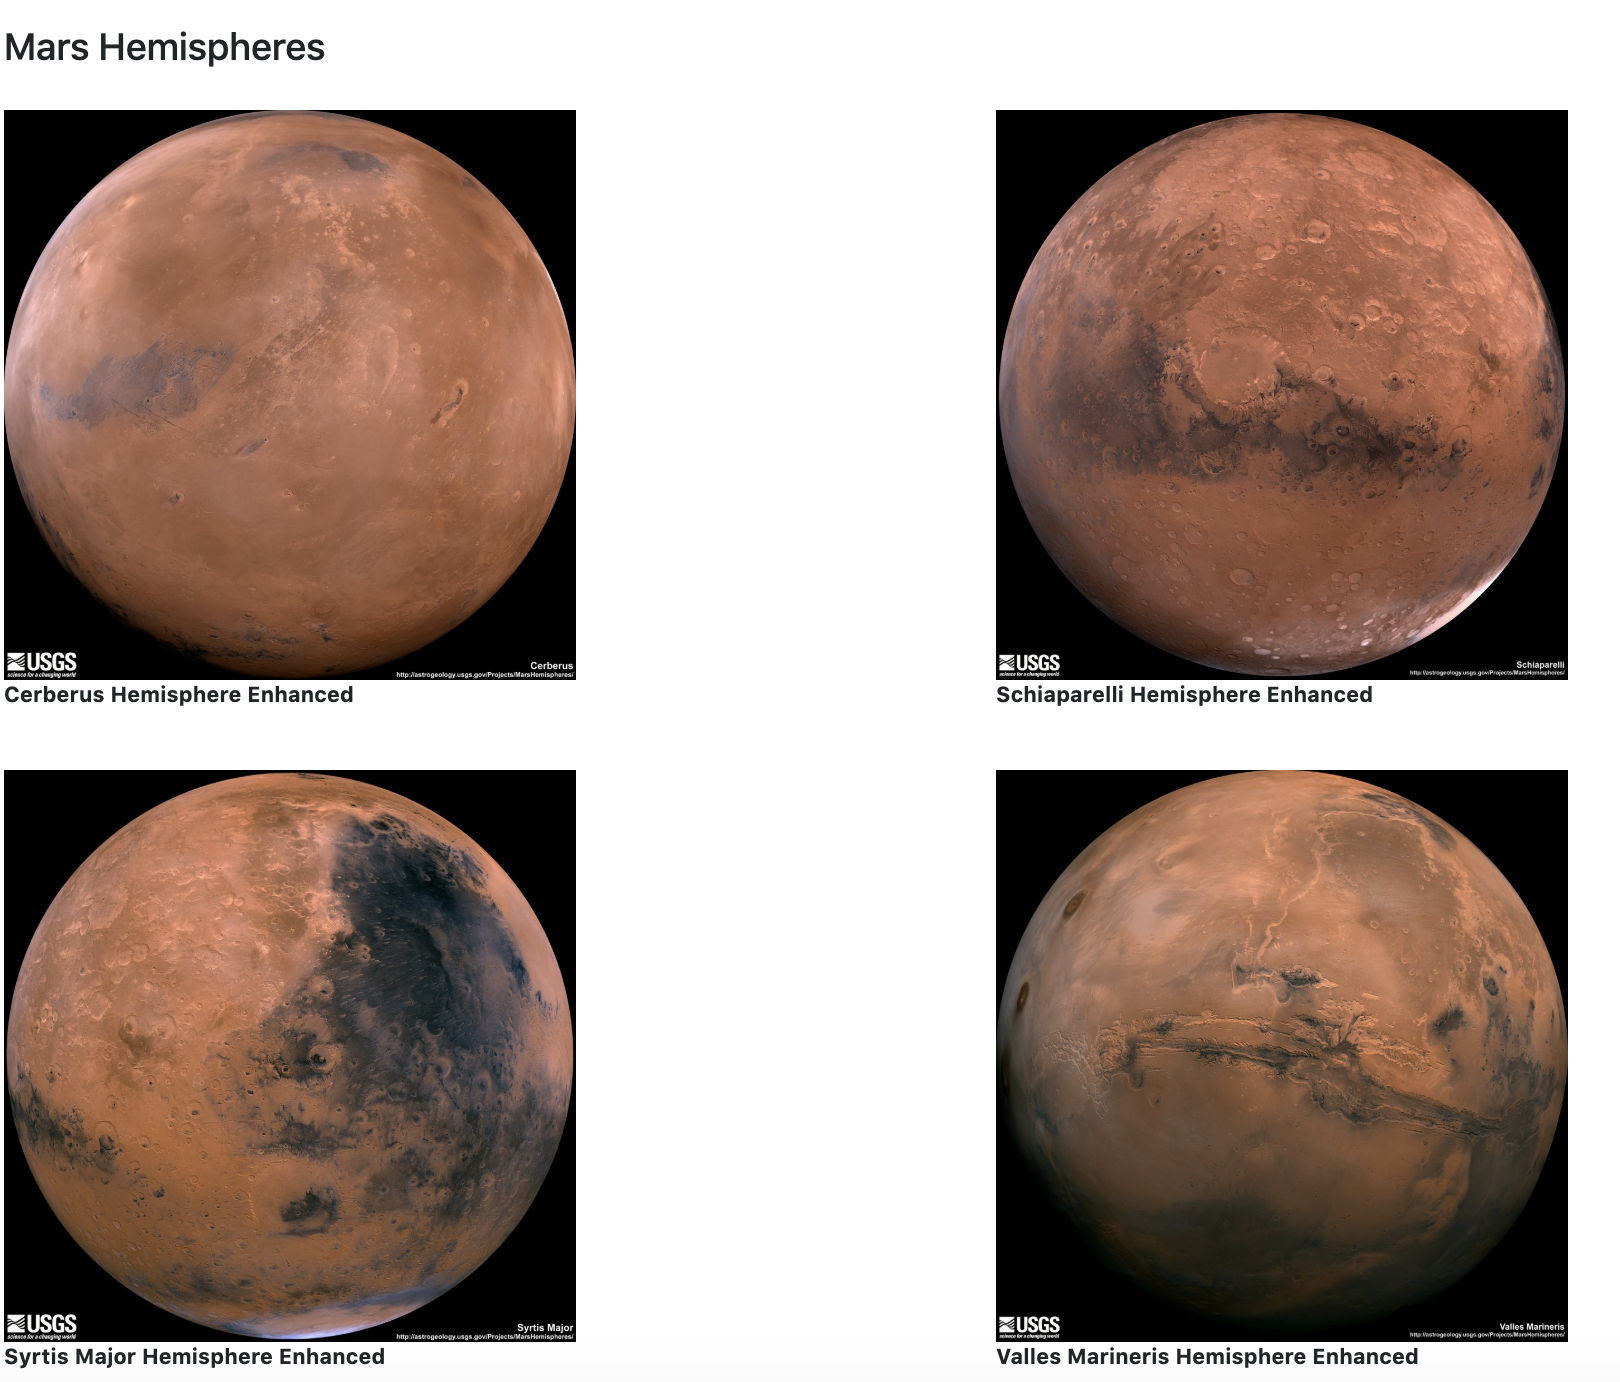 Mars Hemispheres
USGS
science for a changing world
Cerberus
http://astrogeology.usgs.gov/Projects/MarsHemispheres/
Cerberus Hemisphere Enhanced
USGS
science for a changing world
Schiaparelli
http://astrogeology.usgs.gov/Projects/MarsHemispheres/
Schiaparelli Hemisphere Enhanced
USGS
science for a changing world
Syrtis Major
http://astrogeology.usgs.gov/Projects/MarsHemispheres/
Syrtis Major Hemisphere Enhanced
USGS
science for a changing world
Valles Marineris
http://astrogeology.usgs.gov/Projects/MarsHemispheres/
Valles Marineris Hemisphere Enhanced